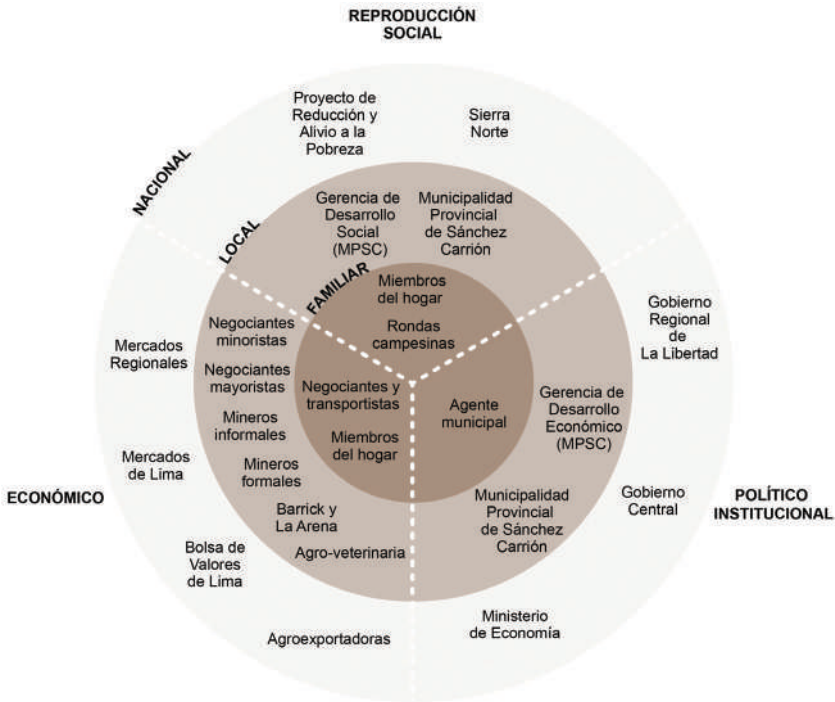 REPRODUCCIÓN
SOCIAL
Proyecto de
Reducción y
Alivio a la
Pobreza
Sierra
Norte
NACIONAL
LOCAL
FAMILIAR
Gerencia de
Desarrollo
Social
(MPSC)
Municipalidad
Provincial
de Sánchez
Carrión
Miembros
del hogar
Rondas
campesinas
Mercados
Regionales
Negociantes
minoristas
Negociantes
mayoristas
Mineros
informales
Mineros
formales
Barrick y
La Arena
Agro-veterinaria
Negociantes y
transportistas
Miembros
del hogar
Mercados
de Lima
ECONÓMICO
Bolsa de
Valores
de Lima
Agroexportadoras
Agente
municipal
Gobierno
Regional
de
La Libertad
Gerencia de
Desarrollo
Económico
(MPSC)
Municipalidad
Provincial
de Sánchez
Carrión
Gobierno
Central
POLÍTICO
INSTITUCIONAL
Ministerio
de Economía